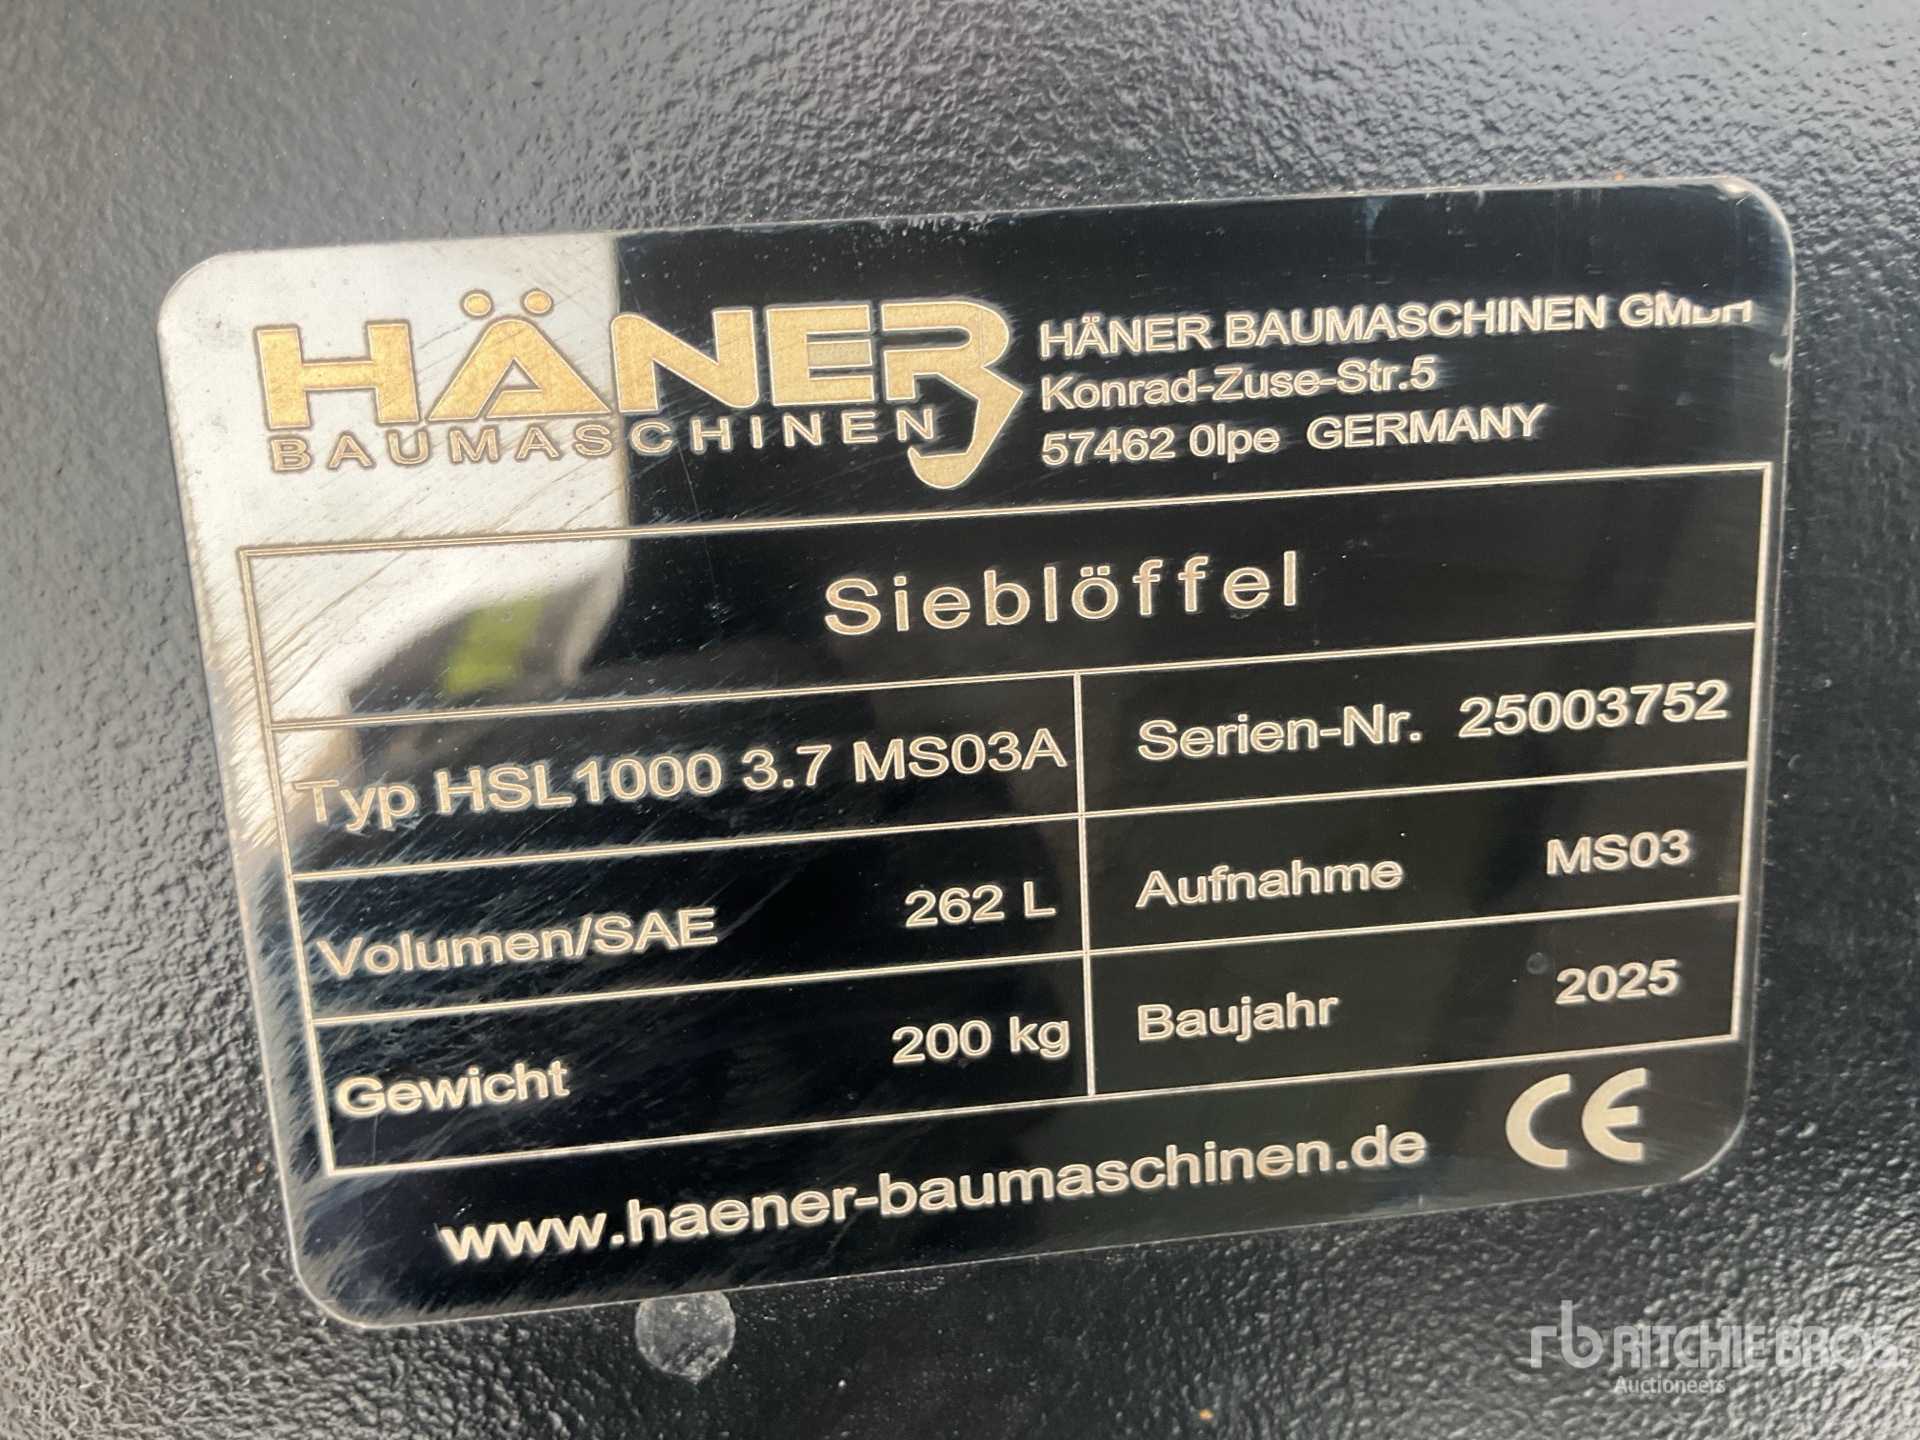 HÄNER
BAUMASCHINEN
HÄNER BAUMASCHINEN GMBH
Konrad-Zuse-Str.5
57462 Olpe GERMANY
Sieblöffel
Typ HSL1000 3.7 MS03A
Serien-Nr. 25003752
Volumen/SAE 262 L
Aufnahme MS03
Gewicht 200 kg
Baujahr 2025
www.haener-baumaschinen.de
CE
rb RITCHIE BROS.
Auctioneers